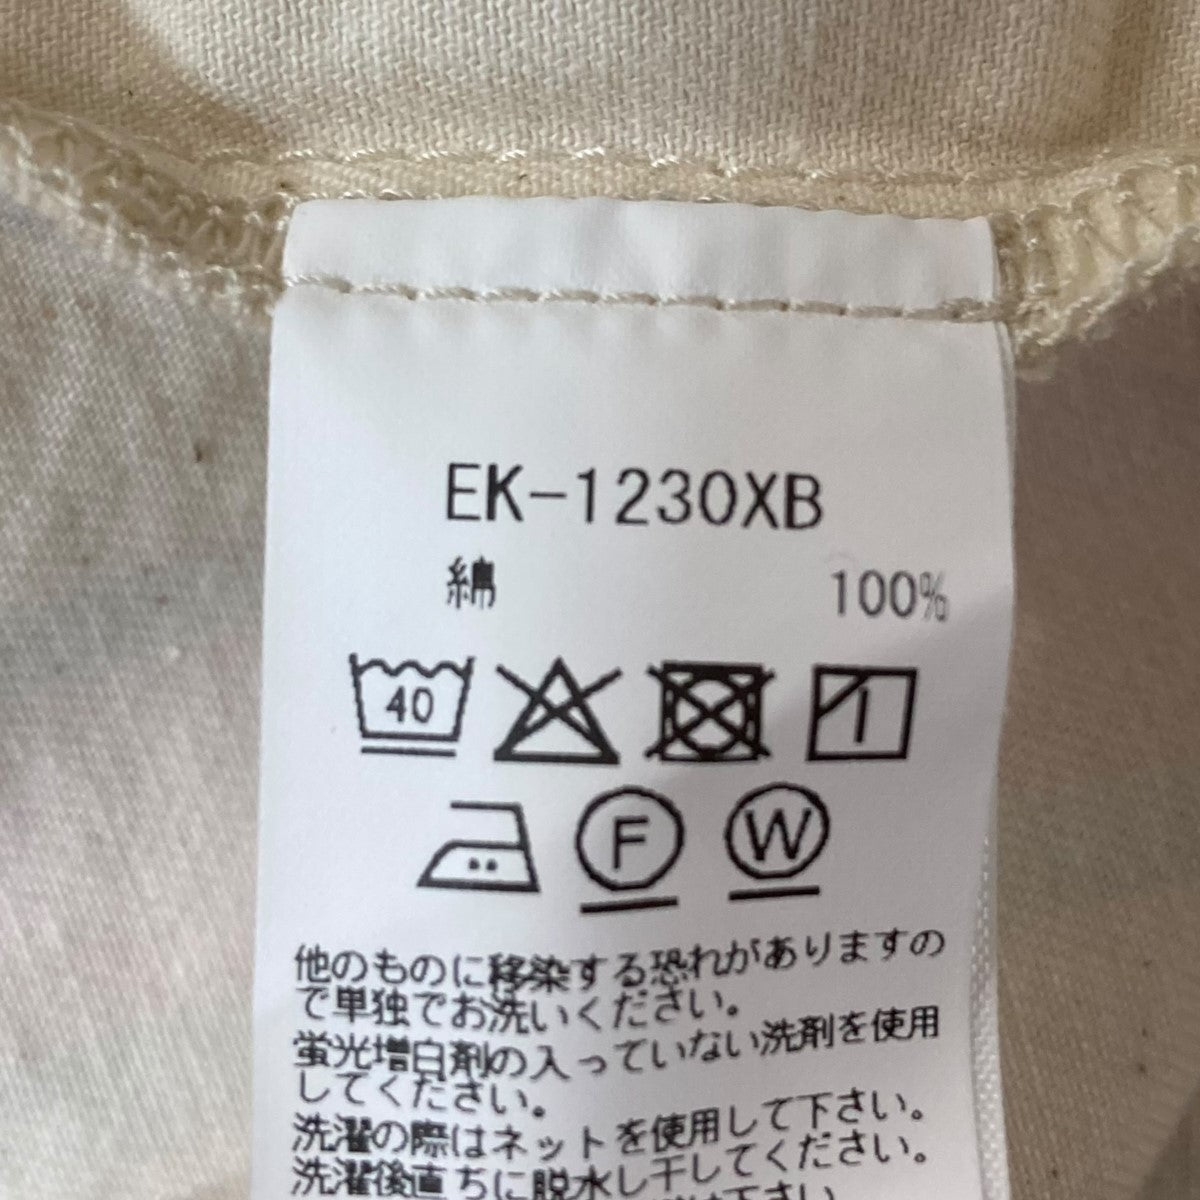 EK-1230XB
綿 100%
40
F W
他のものに移染する恐れがありますの
で単独でお洗いください。
蛍光増白剤の入っていない洗剤を使用
してください。
洗濯の際はネットを使用して下さい。
洗濯後直ちに脱水し干してください。
下さい